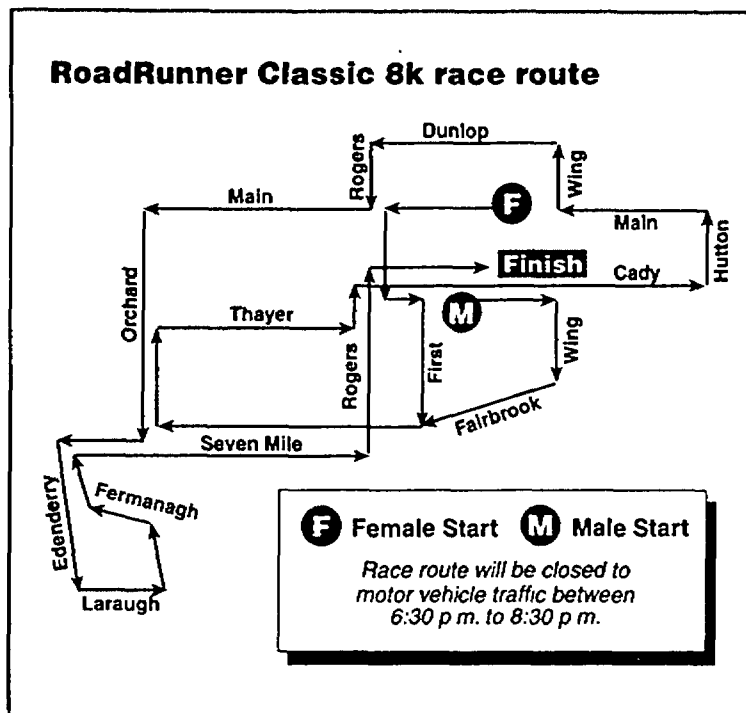 RoadRunner Classic 8k race route
Dunlop
Rogers
Wing
Main
F
Main
Hutton
Finish
Cady
Orchard
Thayer
M
Rogers
First
Wing
Fairbrook
Seven Mile
Edenderry
Fermanagh
Laraugh
F Female Start M Male Start
Race route will be closed to
motor vehicle traffic between
6:30 p m. to 8:30 p m.